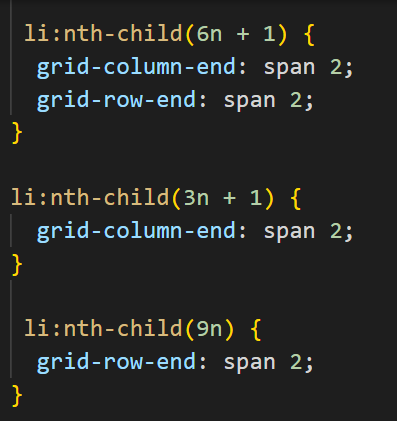 li:nth-child(6n + 1) {
grid-column-end: span 2;
grid-row-end: span 2;
}
li:nth-child(3n + 1) {
grid-column-end: span 2;
}
li:nth-child(9n) {
grid-row-end: span 2;
}